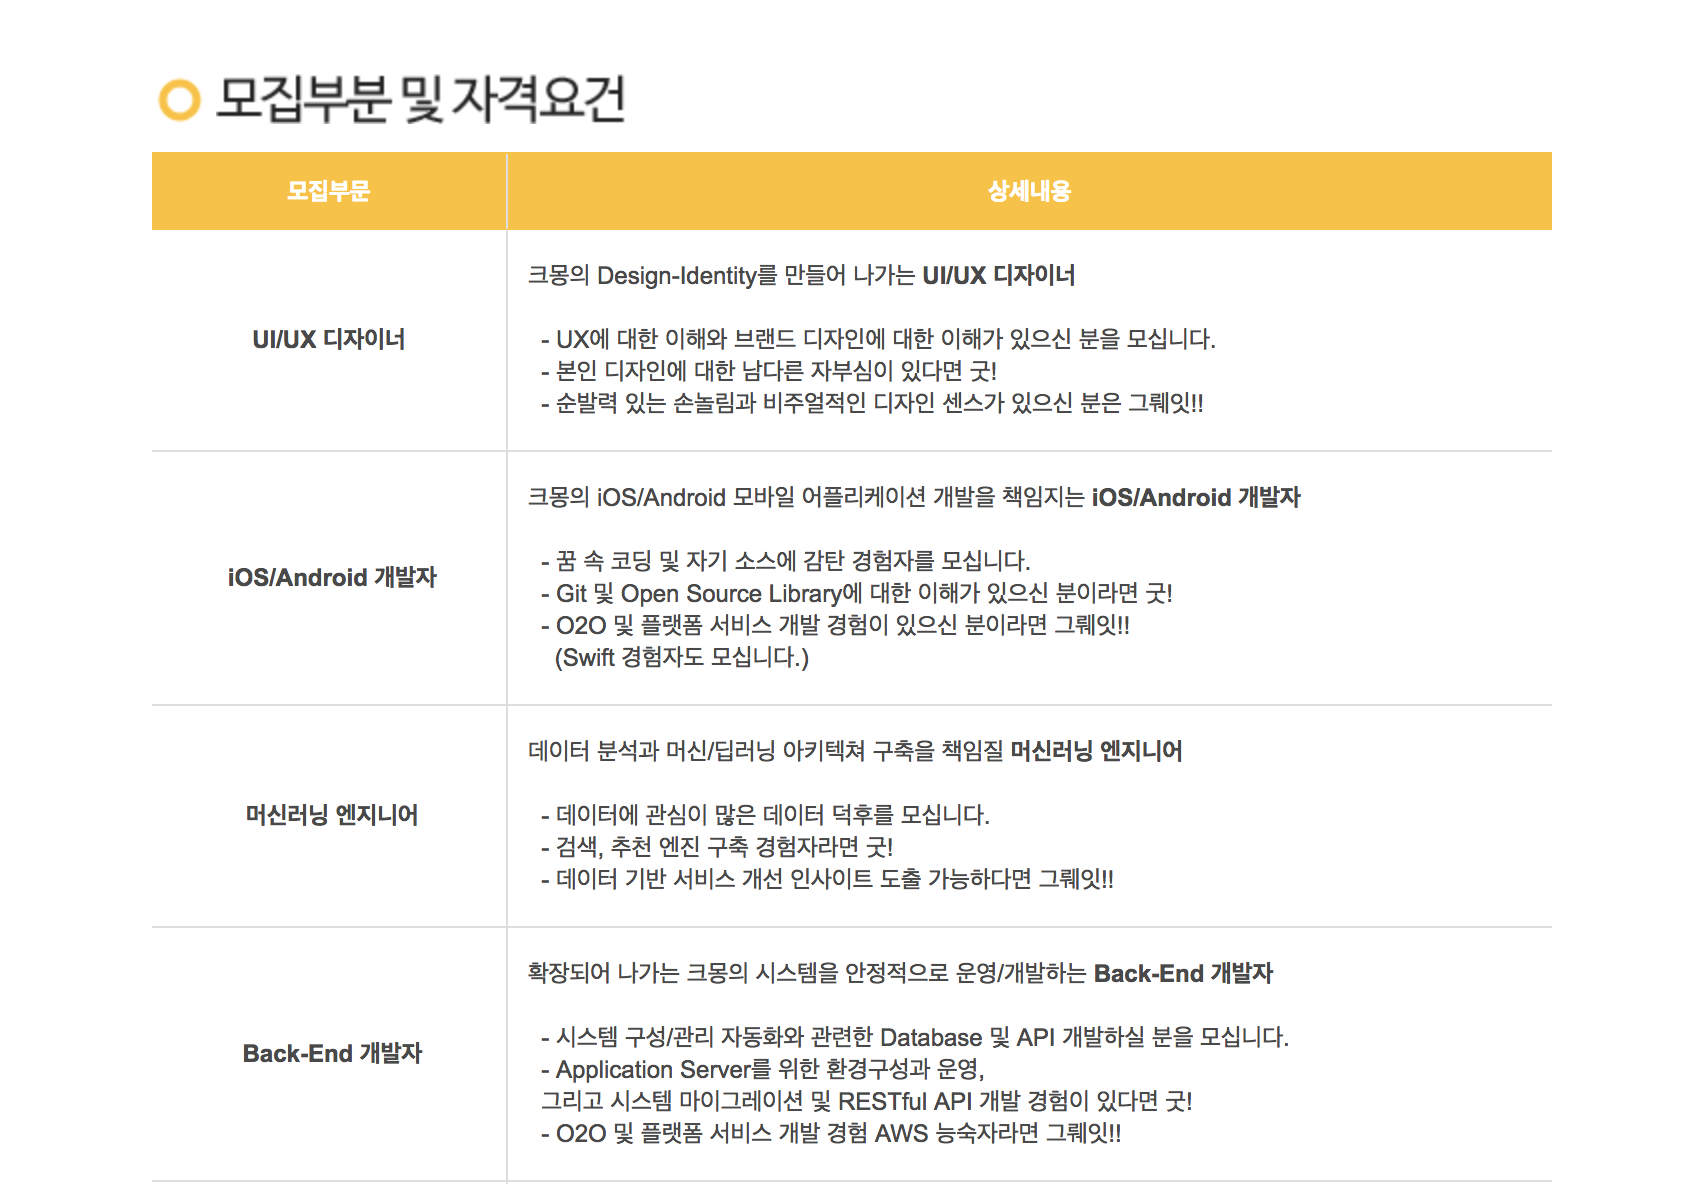 모집부분 및 자격요건
모집부문
상세내용
UI/UX 디자이너
크몽의 Design-Identity를 만들어 나가는 UI/UX 디자이너
- UX에 대한 이해와 브랜드 디자인에 대한 이해가 있으신 분을 모십니다.
- 본인 디자인에 대한 남다른 자부심이 있다면 굿!
- 순발력 있는 손놀림과 비주얼적인 디자인 센스가 있으신 분은 그뤠잇!!
iOS/Android 개발자
크몽의 iOS/Android 모바일 어플리케이션 개발을 책임지는 iOS/Android 개발자
- 꿈 속 코딩 및 자기 소스에 감탄 경험자를 모십니다.
- Git 및 Open Source Library에 대한 이해가 있으신 분이라면 굿!
- O2O 및 플랫폼 서비스 개발 경험이 있으신 분이라면 그뤠잇!!
(Swift 경험자도 모십니다.)
머신러닝 엔지니어
데이터 분석과 머신/딥러닝 아키텍쳐 구축을 책임질 머신러닝 엔지니어
- 데이터에 관심이 많은 데이터 덕후를 모십니다.
- 검색, 추천 엔진 구축 경험자라면 굿!
- 데이터 기반 서비스 개선 인사이트 도출 가능하다면 그뤠잇!!
Back-End 개발자
확장되어 나가는 크몽의 시스템을 안정적으로 운영/개발하는 Back-End 개발자
- 시스템 구성/관리 자동화와 관련한 Database 및 API 개발하실 분을 모십니다.
- Application Server를 위한 환경구성과 운영,
그리고 시스템 마이그레이션 및 RESTful API 개발 경험이 있다면 굿!
- O2O 및 플랫폼 서비스 개발 경험 AWS 능숙자라면 그뤠잇!!